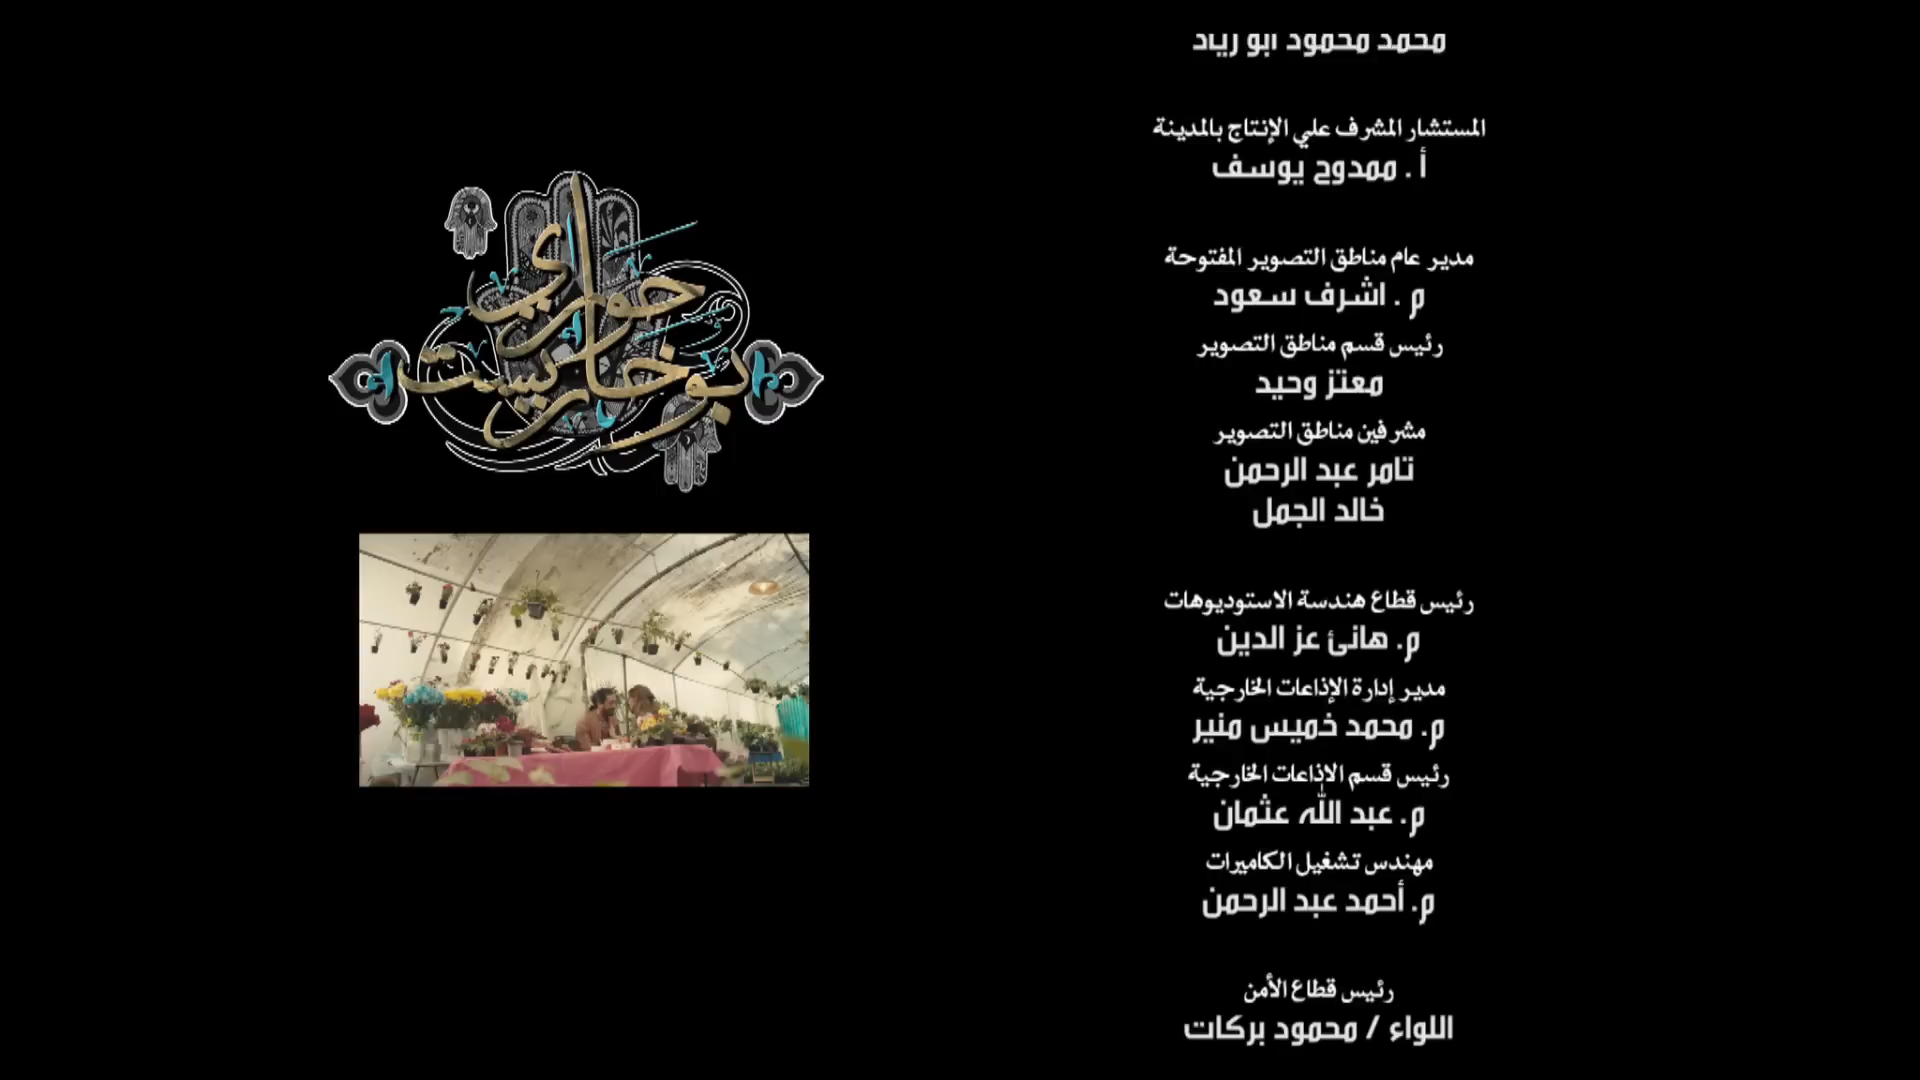 حواري
بوخارست
محمد محمود ابو رياد
المستشار المشرف علي الإنتاج بالمدينة
أ . ممدوح يوسف
مدير عام مناطق التصوير المفتوحة
م . اشرف سعود
رئيس قسم مناطق التصوير
معتز وحيد
مشرفين مناطق التصوير
تامر عبد الرحمن
خالد الجمل
رئيس قطاع هندسة الاستوديوهات
م. هانئ عز الدين
مدير إدارة الإذاعات الخارجية
م. محمد خميس منير
رئيس قسم الاذاعات الخارجية
م. عبد الله عثمان
مهندس تشغيل الكاميرات
م. أحمد عبد الرحمن
رئيس قطاع الأمن
اللواء / محمود بركات